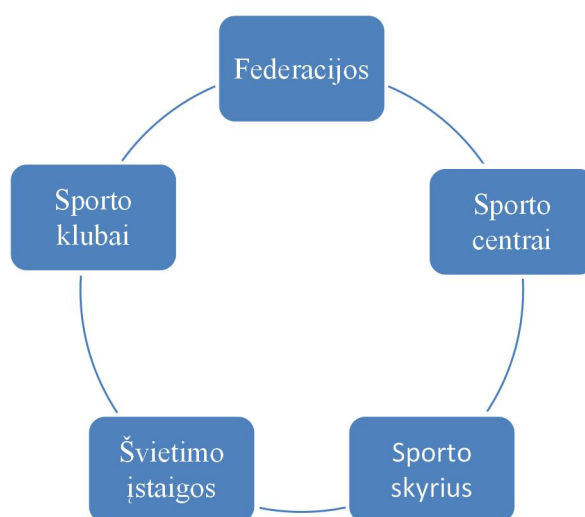 Federacijos
Sporto
centrai
Sporto
skyrius
Švietimo
įstaigos
Sporto
klubai